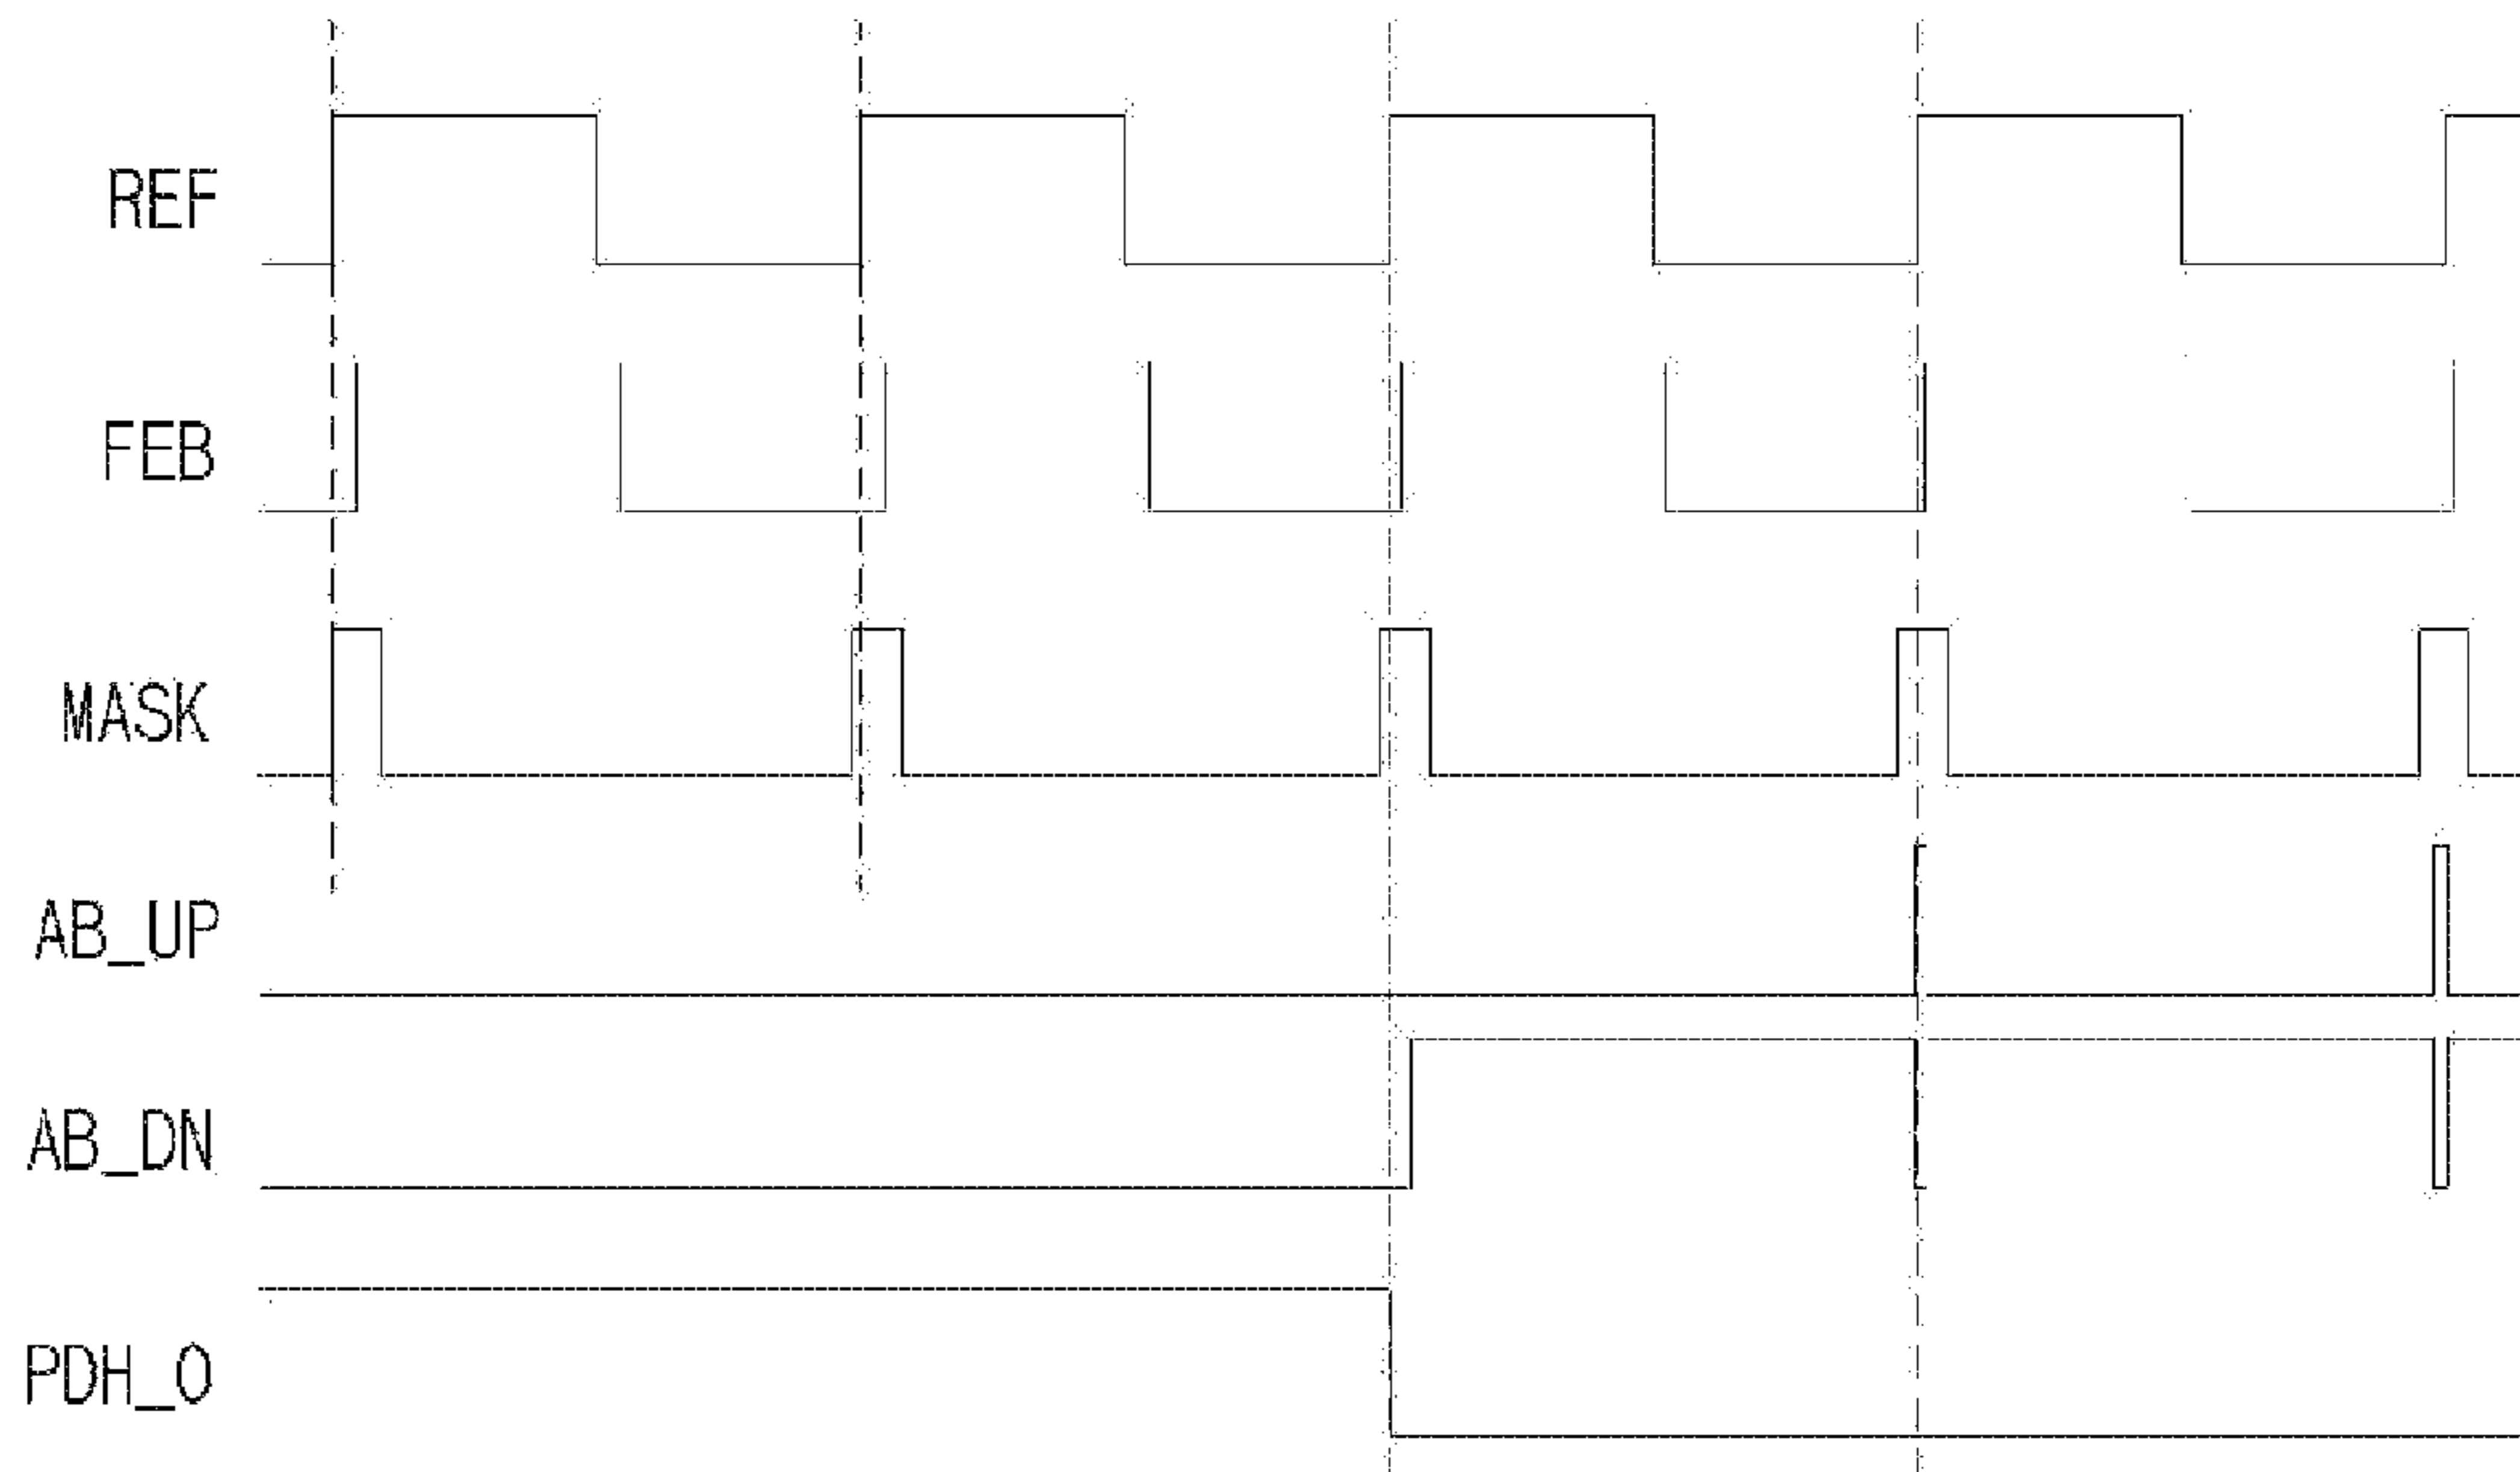 REF
FEB
MASK
AB_UP
AB_DN
PDH_O